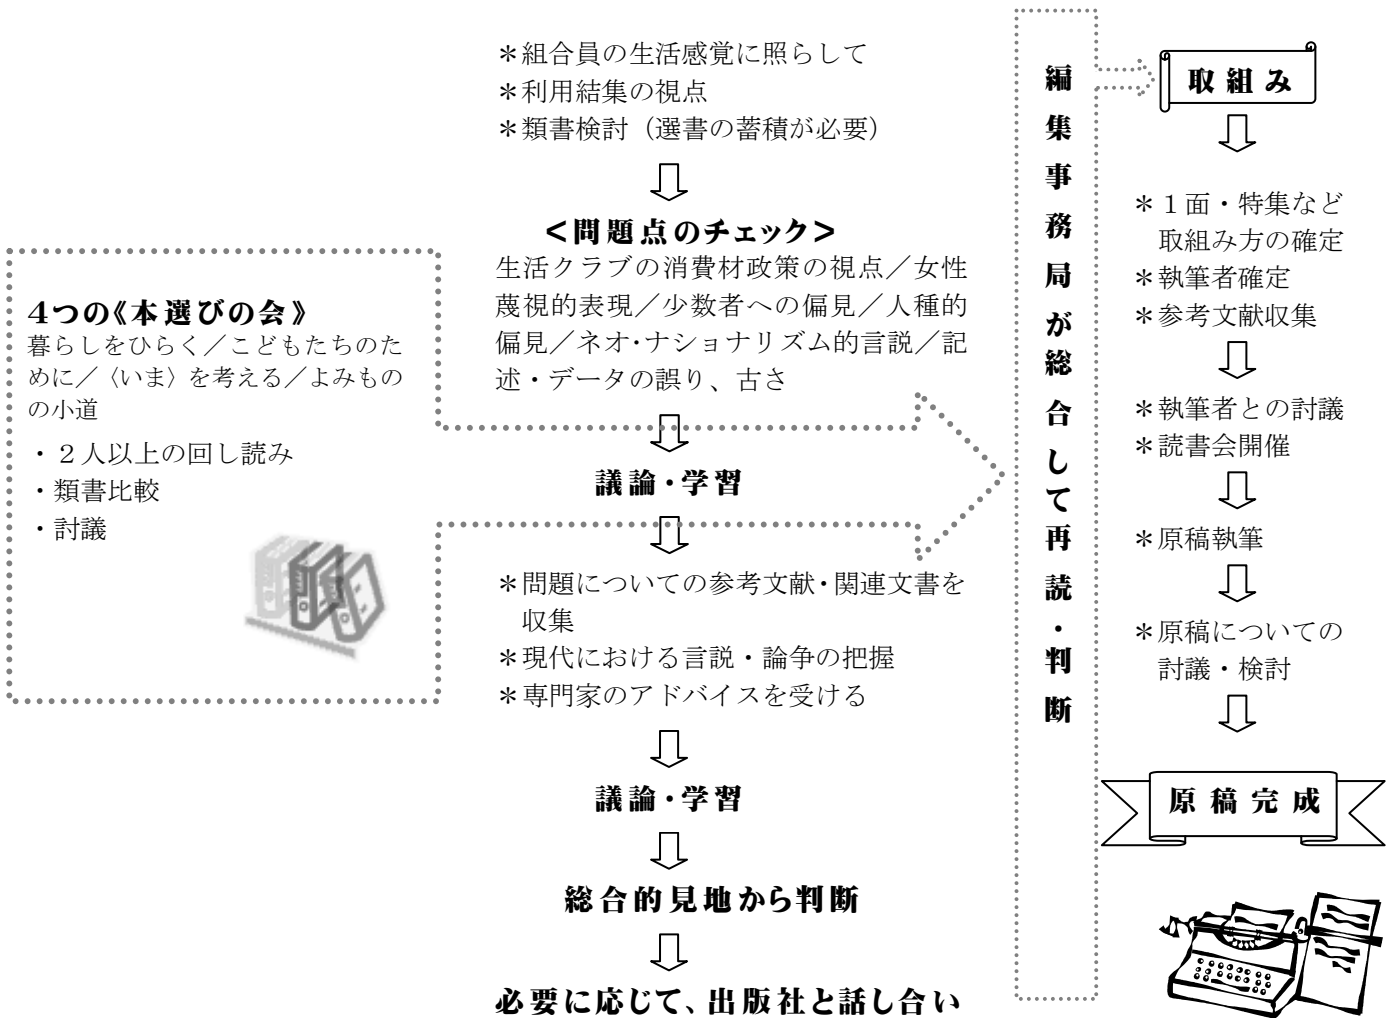 4つの《本選びの会》
暮らしをひらく／こどもたちのた
めに／〈いま〉を考える／よみもの
の小道
・２人以上の回し読み
・類書比較
・討議
＊組合員の生活感覚に照らして
＊利用結集の視点
＊類書検討（選書の蓄積が必要）
＜問題点のチェック＞
生活クラブの消費材政策の視点／女性
蔑視的表現／少数者への偏見／人種的
偏見／ネオ・ナショナリズム的言説／記
述・データの誤り、古さ
議論・学習
＊問題についての参考文献・関連文書を
収集
＊現代における言説・論争の把握
＊専門家のアドバイスを受ける
議論・学習
総合的見地から判断
必要に応じて、出版社と話し合い
編集事務局が総合して再読・判断
取組み
＊１面・特集など
取組み方の確定
＊執筆者確定
＊参考文献収集
＊執筆者との討議
＊読書会開催
＊原稿執筆
＊原稿についての
討議・検討
原稿完成